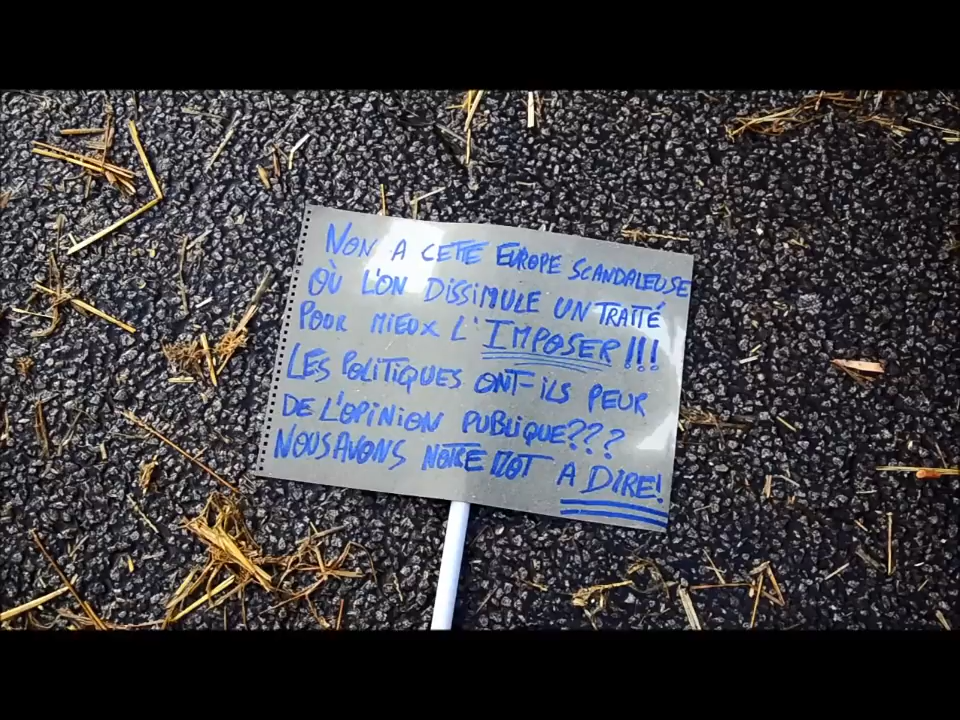 NON A CETTE EUROPE SCANDALEUSE
OÙ L'ON DISSIMULE UN TRAITÉ
POUR MIEUX L'IMPOSER!!!
LES POLITIQUES ONT-ILS PEUR
DE L'OPINION PUBLIQUE???
NOUS AVONS NOTRE MOT A DIRE!